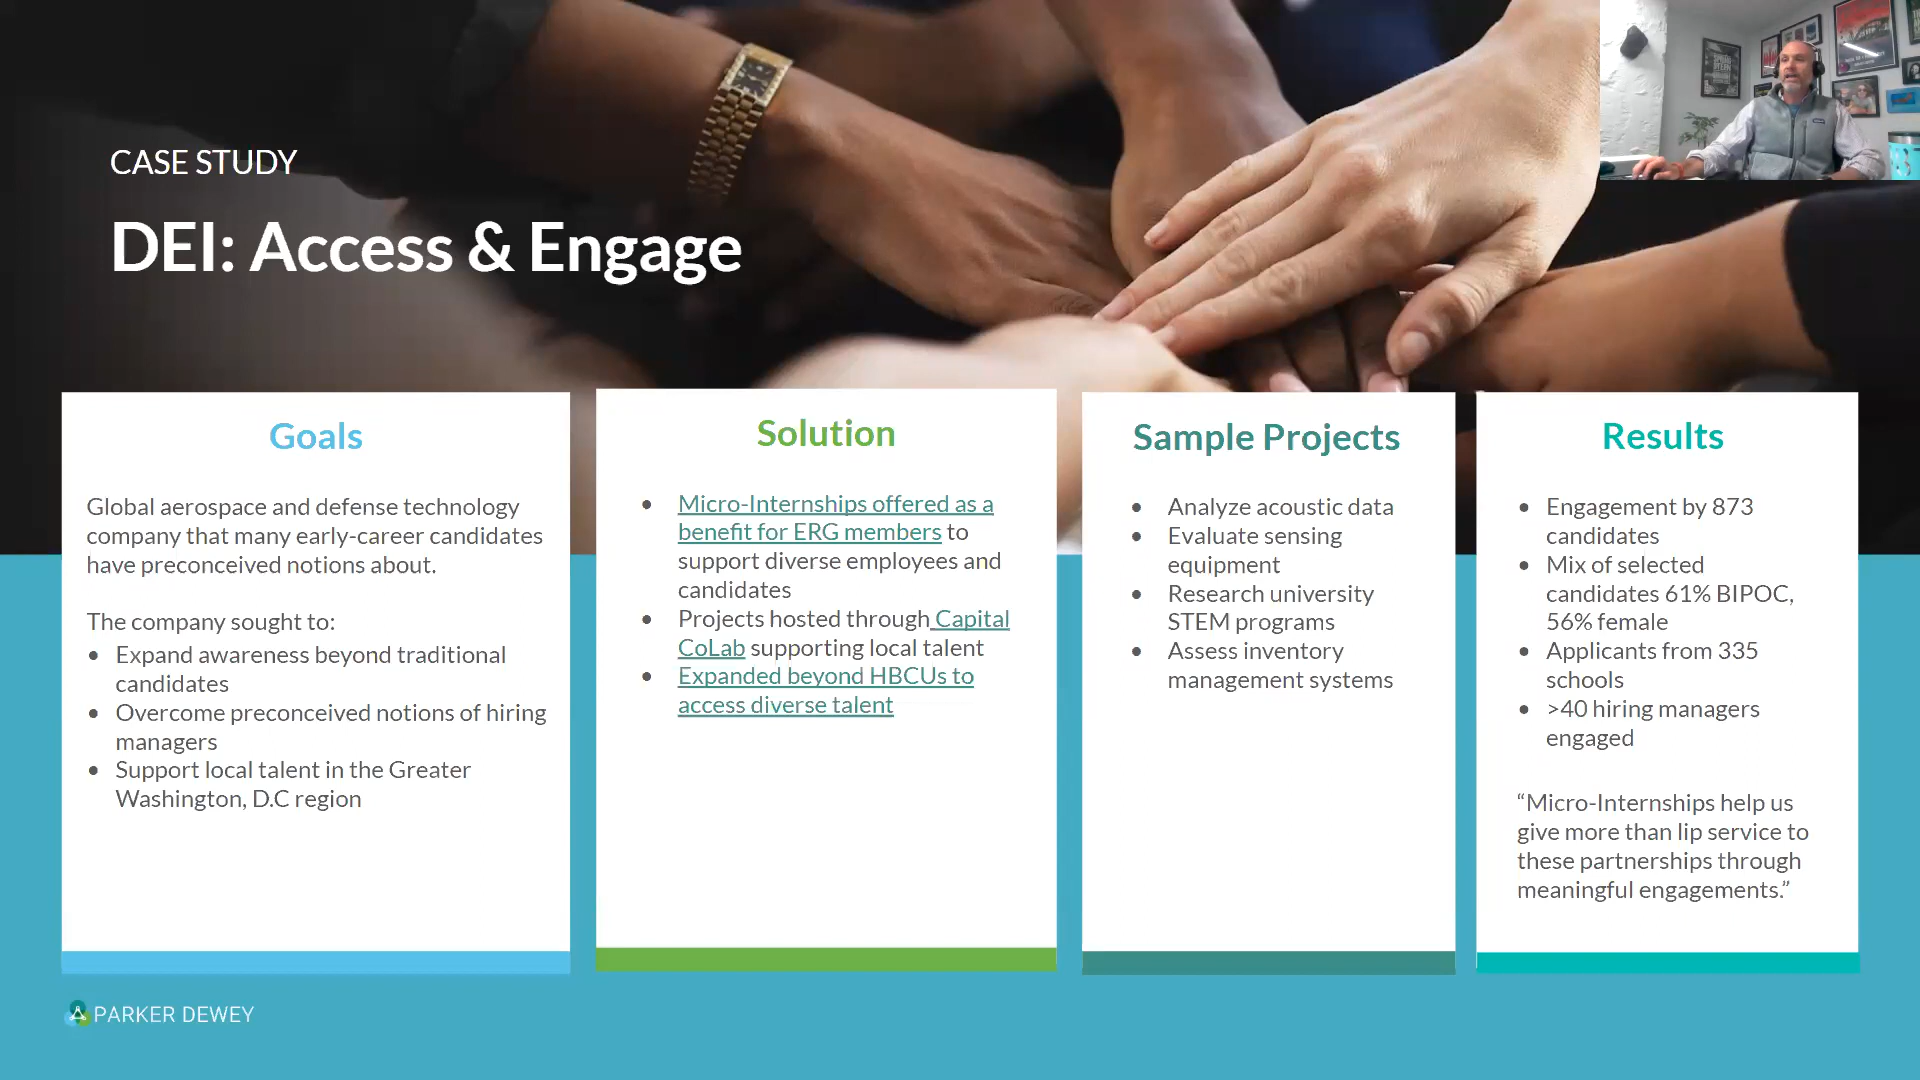 CASE STUDY
DEI: Access & Engage
Goals
Global aerospace and defense technology
company that many early-career candidates
have preconceived notions about.
The company sought to:
• Expand awareness beyond traditional
candidates
• Overcome preconceived notions of hiring
managers
• Support local talent in the Greater
Washington, D.C region
Solution
• Micro-Internships offered as a
benefit for ERG members to
support diverse employees and
candidates
• Projects hosted through Capital
CoLab supporting local talent
• Expanded beyond HBCUs to
access diverse talent
Sample Projects
• Analyze acoustic data
• Evaluate sensing
equipment
• Research university
STEM programs
• Assess inventory
management systems
Results
• Engagement by 873
candidates
• Mix of selected
candidates 61% BIPOC,
56% female
• Applicants from 335
schools
• >40 hiring managers
engaged
“Micro-Internships help us
give more than lip service to
these partnerships through
meaningful engagements.”
PARKER DEWEY